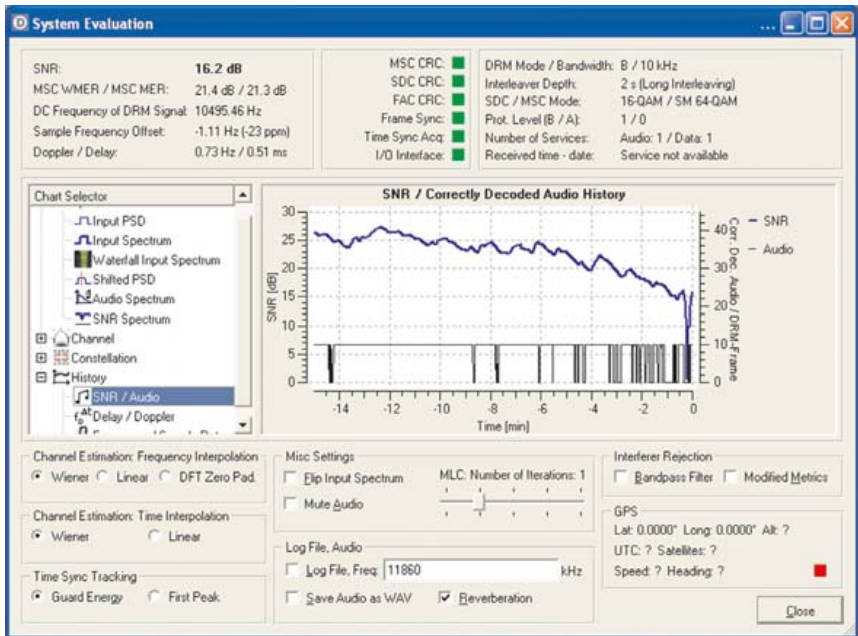 System Evaluation
SNR: 16.2 dB
MSC WMER / MSC MER: 21.4 dB / 21.3 dB
DC Frequency of DRM Signal: 10495.46 Hz
Sample Frequency Offset: -1.11 Hz (-23 ppm)
Doppler / Delay: 0.73 Hz / 0.51 ms
MSC CRC:
SDC CRC:
FAC CRC:
Frame Sync:
Time Sync Acq:
I/O Interface:
DRM Mode / Bandwidth: B / 10 kHz
Interleaver Depth: 2 s (Long Interleaving)
SDC / MSC Mode: 16-QAM / SM 64-QAM
Prot. Level (B / A): 1 / 0
Number of Services: Audio: 1 / Data: 1
Received time - date: Service not available
Chart Selector
Input PSD
Input Spectrum
Waterfall Input Spectrum
Shifted PSD
Audio Spectrum
SNR Spectrum
Channel
Constellation
History
SNR / Audio
Delay / Doppler
SNR / Correctly Decoded Audio History
SNR [dB]
30
25
20
15
10
5
0
-14 -12 -10 -8 -6 -4 -2 0
Time [min]
40
30
20
10
0
Corr. Dec. Audio / DRM-Frame
SNR
Audio
Channel Estimation: Frequency Interpolation
Wiener Linear DFT Zero Pad.
Channel Estimation: Time Interpolation
Wiener Linear
Time Sync Tracking
Guard Energy First Peak
Misc Settings
Flip Input Spectrum
Mute Audio
MLC: Number of Iterations: 1
Log File, Audio
Log File, Freq: 11860 kHz
Save Audio as WAV Reverberation
Interferer Rejection
Bandpass Filter Modified Metrics
GPS
Lat: 0.0000° Long: 0.0000° Alt: ?
UTC: ? Satellites: ?
Speed: ? Heading: ?
Close